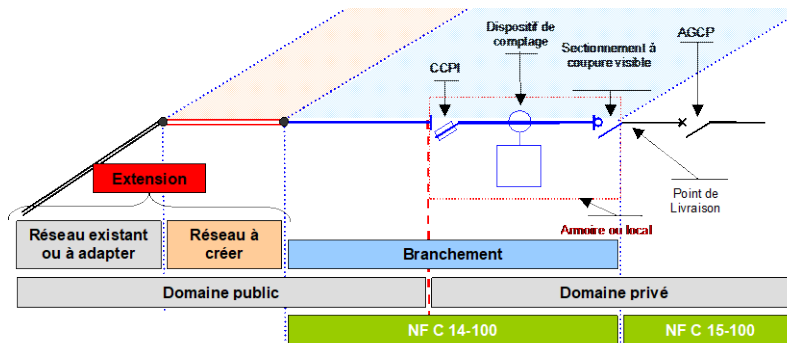 Dispositif de
comptage
Sectionnement à
coupure visible
AGCP
CCPI
Extension
Point de
Livraison
Armoire ou local
Réseau existant
ou à adapter
Réseau à
créer
Branchement
Domaine public
Domaine privé
NF C 14-100
NF C 15-100